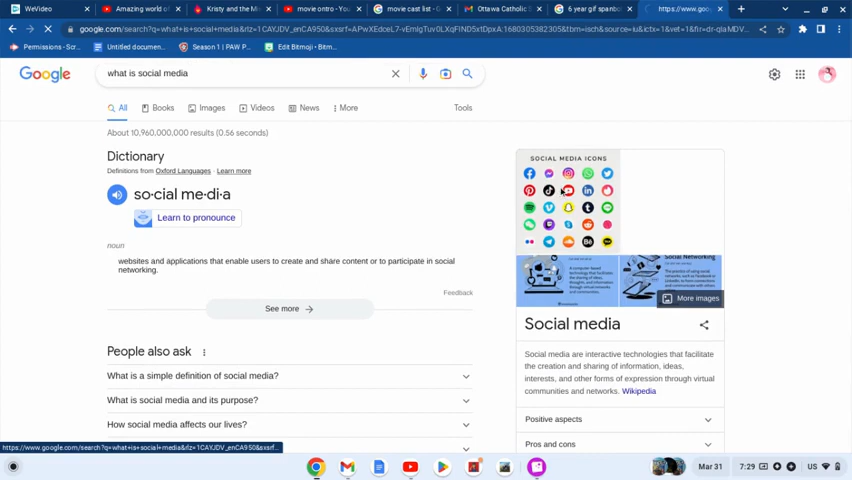 WeVideo
Amazing world of
Kristy and the Mi
movie ontro - You
movie cast list - G
Ottawa Catholic
6 year gif spanb
https://www.goo
Permissions - Scr...
Untitled documen...
Season 1 | PAW P...
Edit Bitmoji - Bitm...
what is social media
All
Books
Images
Videos
News
More
Tools
About 10,960,000,000 results (0.56 seconds)
Dictionary
Definitions from Oxford Languages · Learn more
so·cial me·di·a
Learn to pronounce
noun
websites and applications that enable users to create and share content or to participate in social
networking.
Feedback
See more
People also ask
What is a simple definition of social media?
What is social media and its purpose?
How social media affects our lives?
SOCIAL MEDIA ICONS
Social Networking
More images
Social media
Social media are interactive technologies that facilitate
the creation and sharing of information, ideas,
interests, and other forms of expression through virtual
communities and networks. Wikipedia
Positive aspects
Pros and cons
Mar 31
7:29
US